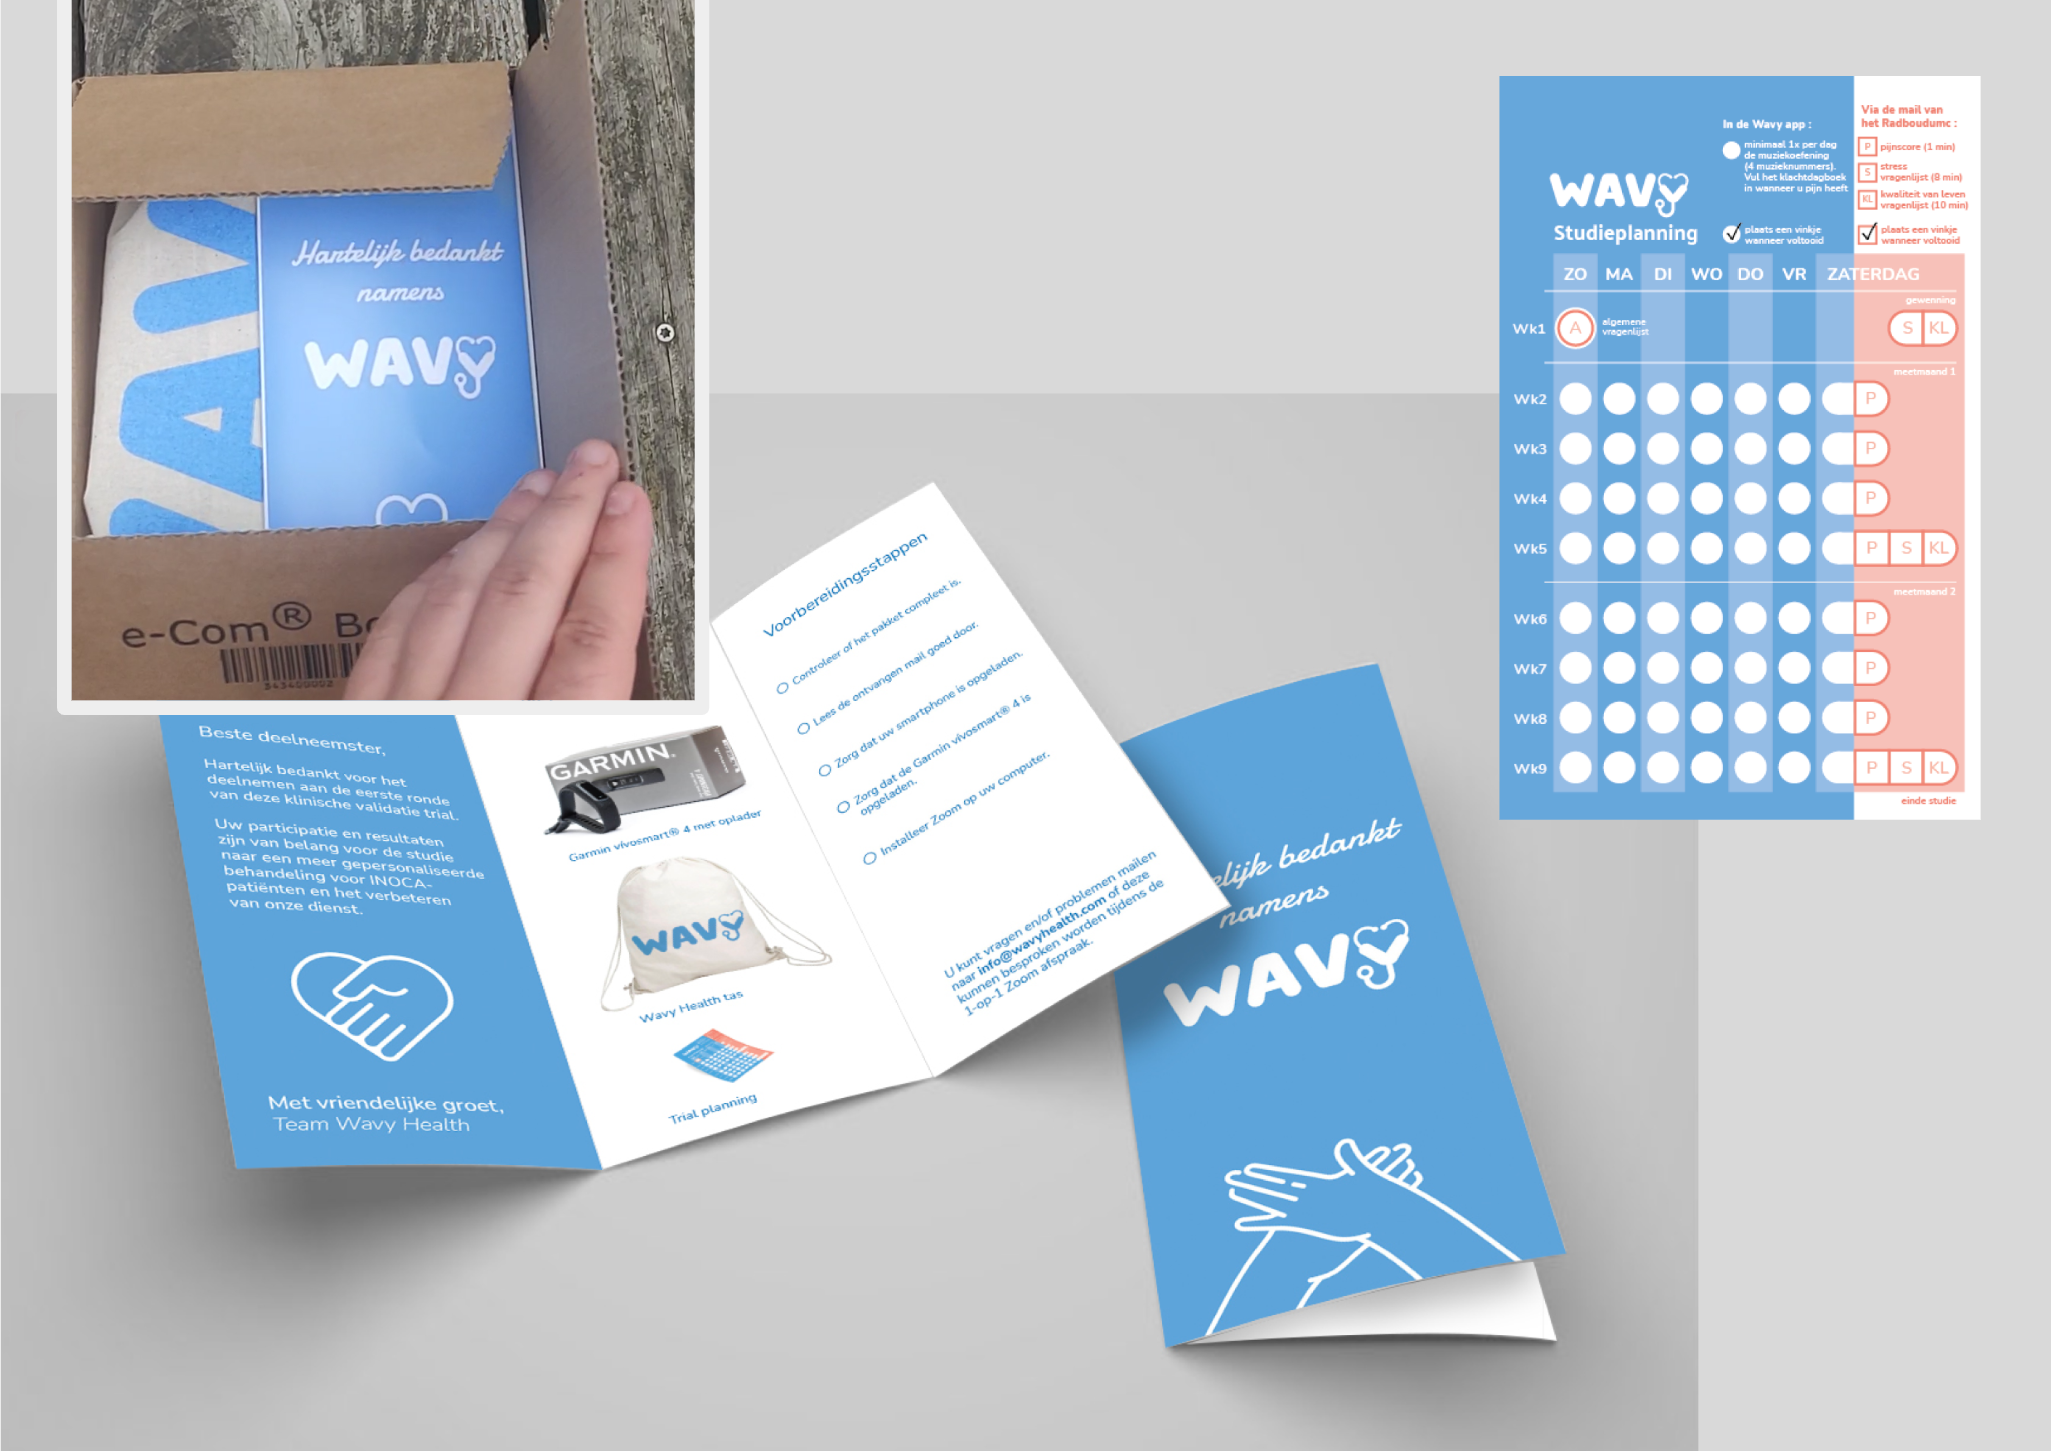 WAV
Hartelijk bedankt
namens
WAVY
e-Com® Bo
343400002
Beste deelneemster,
Hartelijk bedankt voor het
deelnemen aan de eerste ronde
van deze klinische validatie trial.
Uw participatie en resultaten
zijn van belang voor de studie
naar een meer gepersonaliseerde
behandeling voor INOCA-
patiënten en het verbeteren
van onze dienst.
Met vriendelijke groet,
Team Wavy Health
GARMIN
Garmin vívosmart® 4 met oplader
WAVY
Wavy Health tas
Trial planning
Voorbereidingsstappen
Controleer of het pakket compleet is.
Lees de ontvangen mail goed door.
Zorg dat uw smartphone is opgeladen.
Zorg dat de Garmin vívosmart® 4 is
opgeladen.
Installeer Zoom op uw computer.
U kunt vragen en/of problemen mailen
naar info@wavyhealth.com of deze
kunnen besproken worden tijdens de
1-op-1 Zoom afspraak.
elijk bedankt
namens
WAVY
WAVY
Studieplanning
In de Wavy app :
minimaal 1x per dag
de muziekoefening
(4 muzieknummers).
Vul het klachtdagboek
in wanneer u pijn heeft
plaats een vinkje
wanneer voltooid
Via de mail van
het Radboudumc :
P pijnscore (1 min)
S stress
vragenlijst (8 min)
KL kwaliteit van leven
vragenlijst (10 min)
plaats een vinkje
wanneer voltooid
ZO MA DI WO DO VR ZATERDAG
gewenning
Wk1 A algemene
vragenlijst
S KL
meetmaand 1
Wk2 P
Wk3 P
Wk4 P
Wk5 P S KL
meetmaand 2
Wk6 P
Wk7 P
Wk8 P
Wk9 P S KL
einde studie